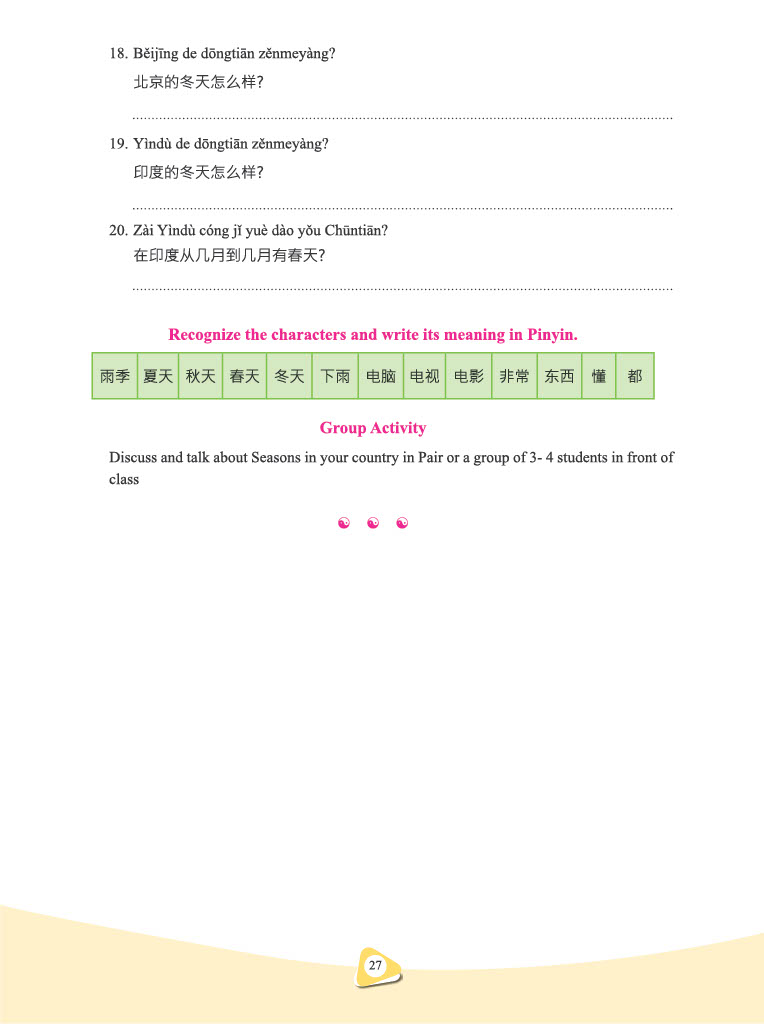 18. Běijīng de dōngtiān zěnmeyàng?
北京的冬天怎么样?
19. Yìndù de dōngtiān zěnmeyàng?
印度的冬天怎么样?
20. Zài Yìndù cóng jǐ yuè dào yǒu Chūntiān?
在印度从几月到几月有春天?
Recognize the characters and write its meaning in Pinyin.
雨季 夏天 秋天 春天 冬天 下雨 电脑 电视 电影 非常 东西 懂 都
Group Activity
Discuss and talk about Seasons in your country in Pair or a group of 3- 4 students in front of
class
27